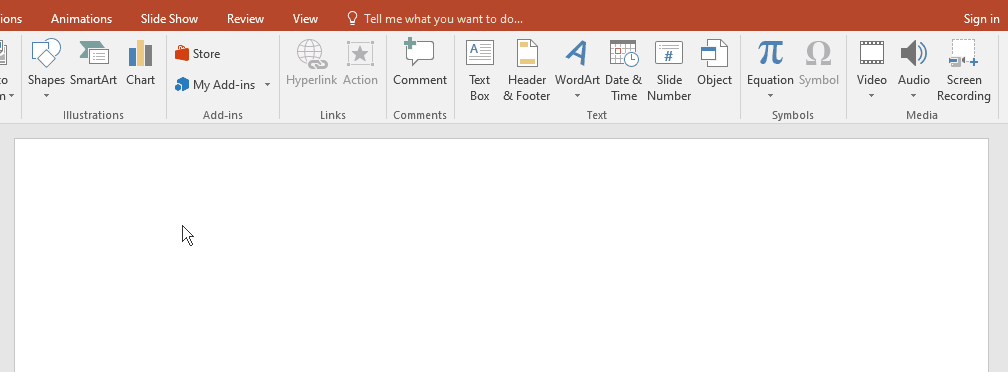 ions Animations Slide Show Review View Tell me what you want to do... Sign in
Store
Shapes SmartArt Chart My Add-ins Hyperlink Action Comment Text Header WordArt Date & Slide Object Equation Symbol Video Audio Screen
Box & Footer Time Number Recording
Illustrations Add-ins Links Comments Text Symbols Media